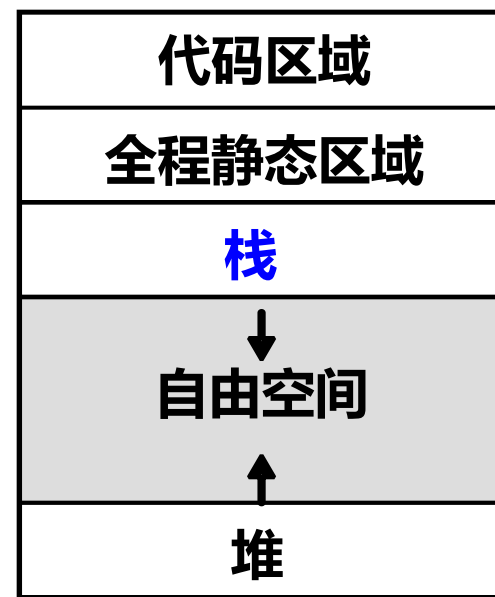 代码区域
全程静态区域
栈
自由空间
堆